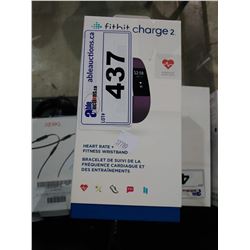 fitbit charge 2
ableauctions.ca
LOT#
437
able
auctions.ca
HEART RATE +
FITNESS WRISTBAND
BRACELET DE SUIVI DE LA
FRÉQUENCE CARDIAQUE ET
DES ENTRAÎNEMENTS